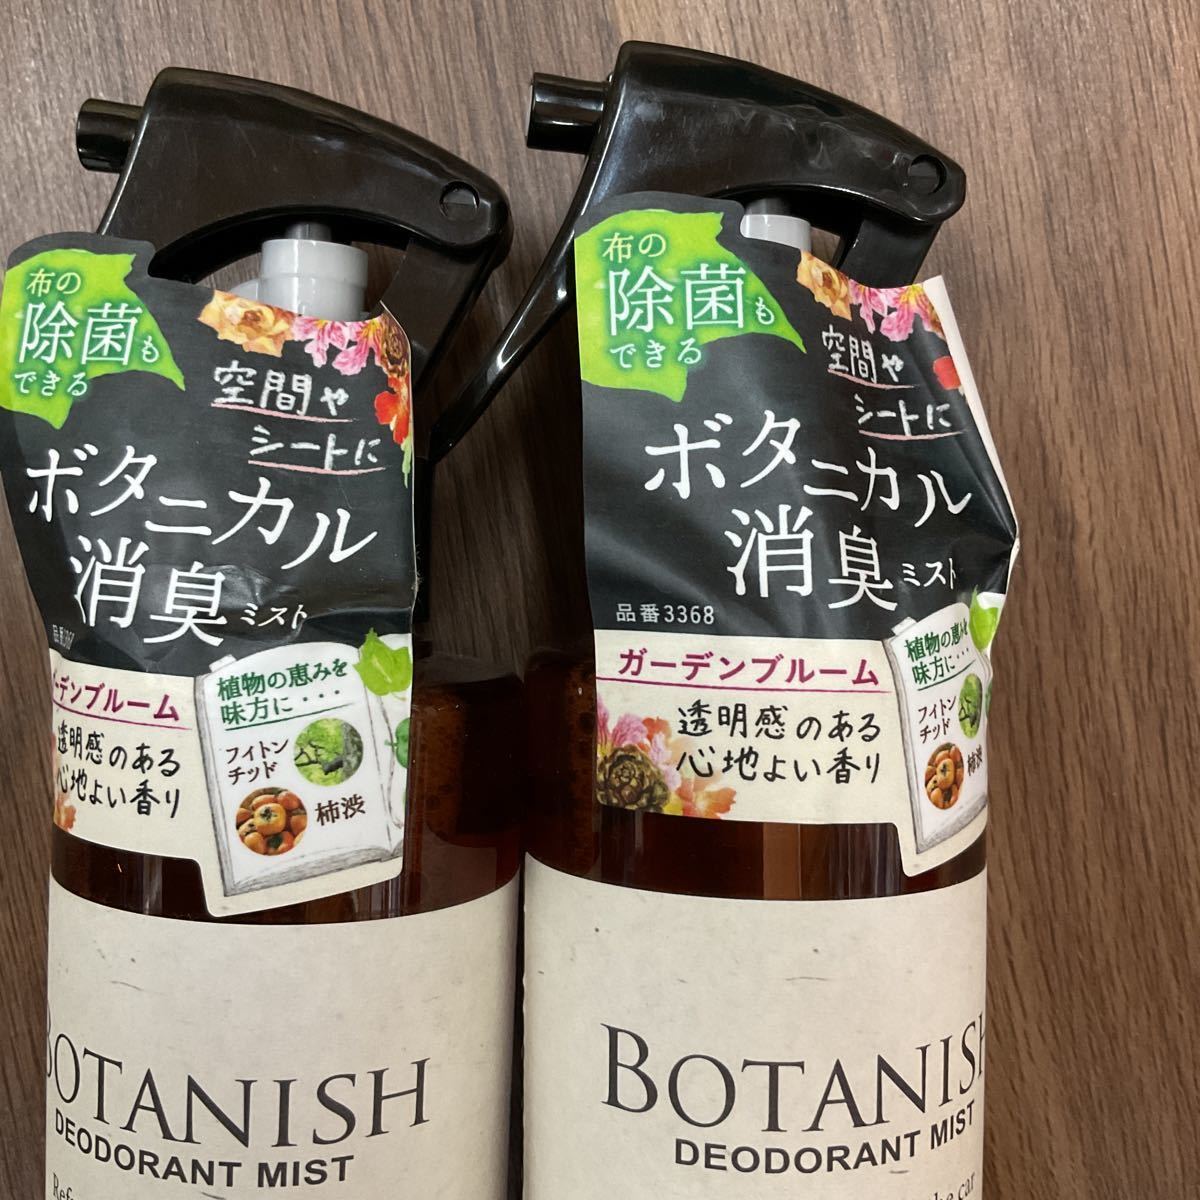 布の
除菌も
できる
空間や
シートに
ボタニカル
消臭ミスト
ーデンブルーム
透明感のある
心地よい香り
植物の恵みを
味方に・・・
フイトン
チッド
柿渋
BOTANISH
DEODORANT MIST
布の
除菌も
できる
空間や
シートに
ボタニカル
消臭ミスト
品番3368
ガーデンブルーム
透明感のある
心地よい香り
植物の恵みを
味方に・・・
フイトン
チッド
柿渋
BOTANISH
DEODORANT MIST
car